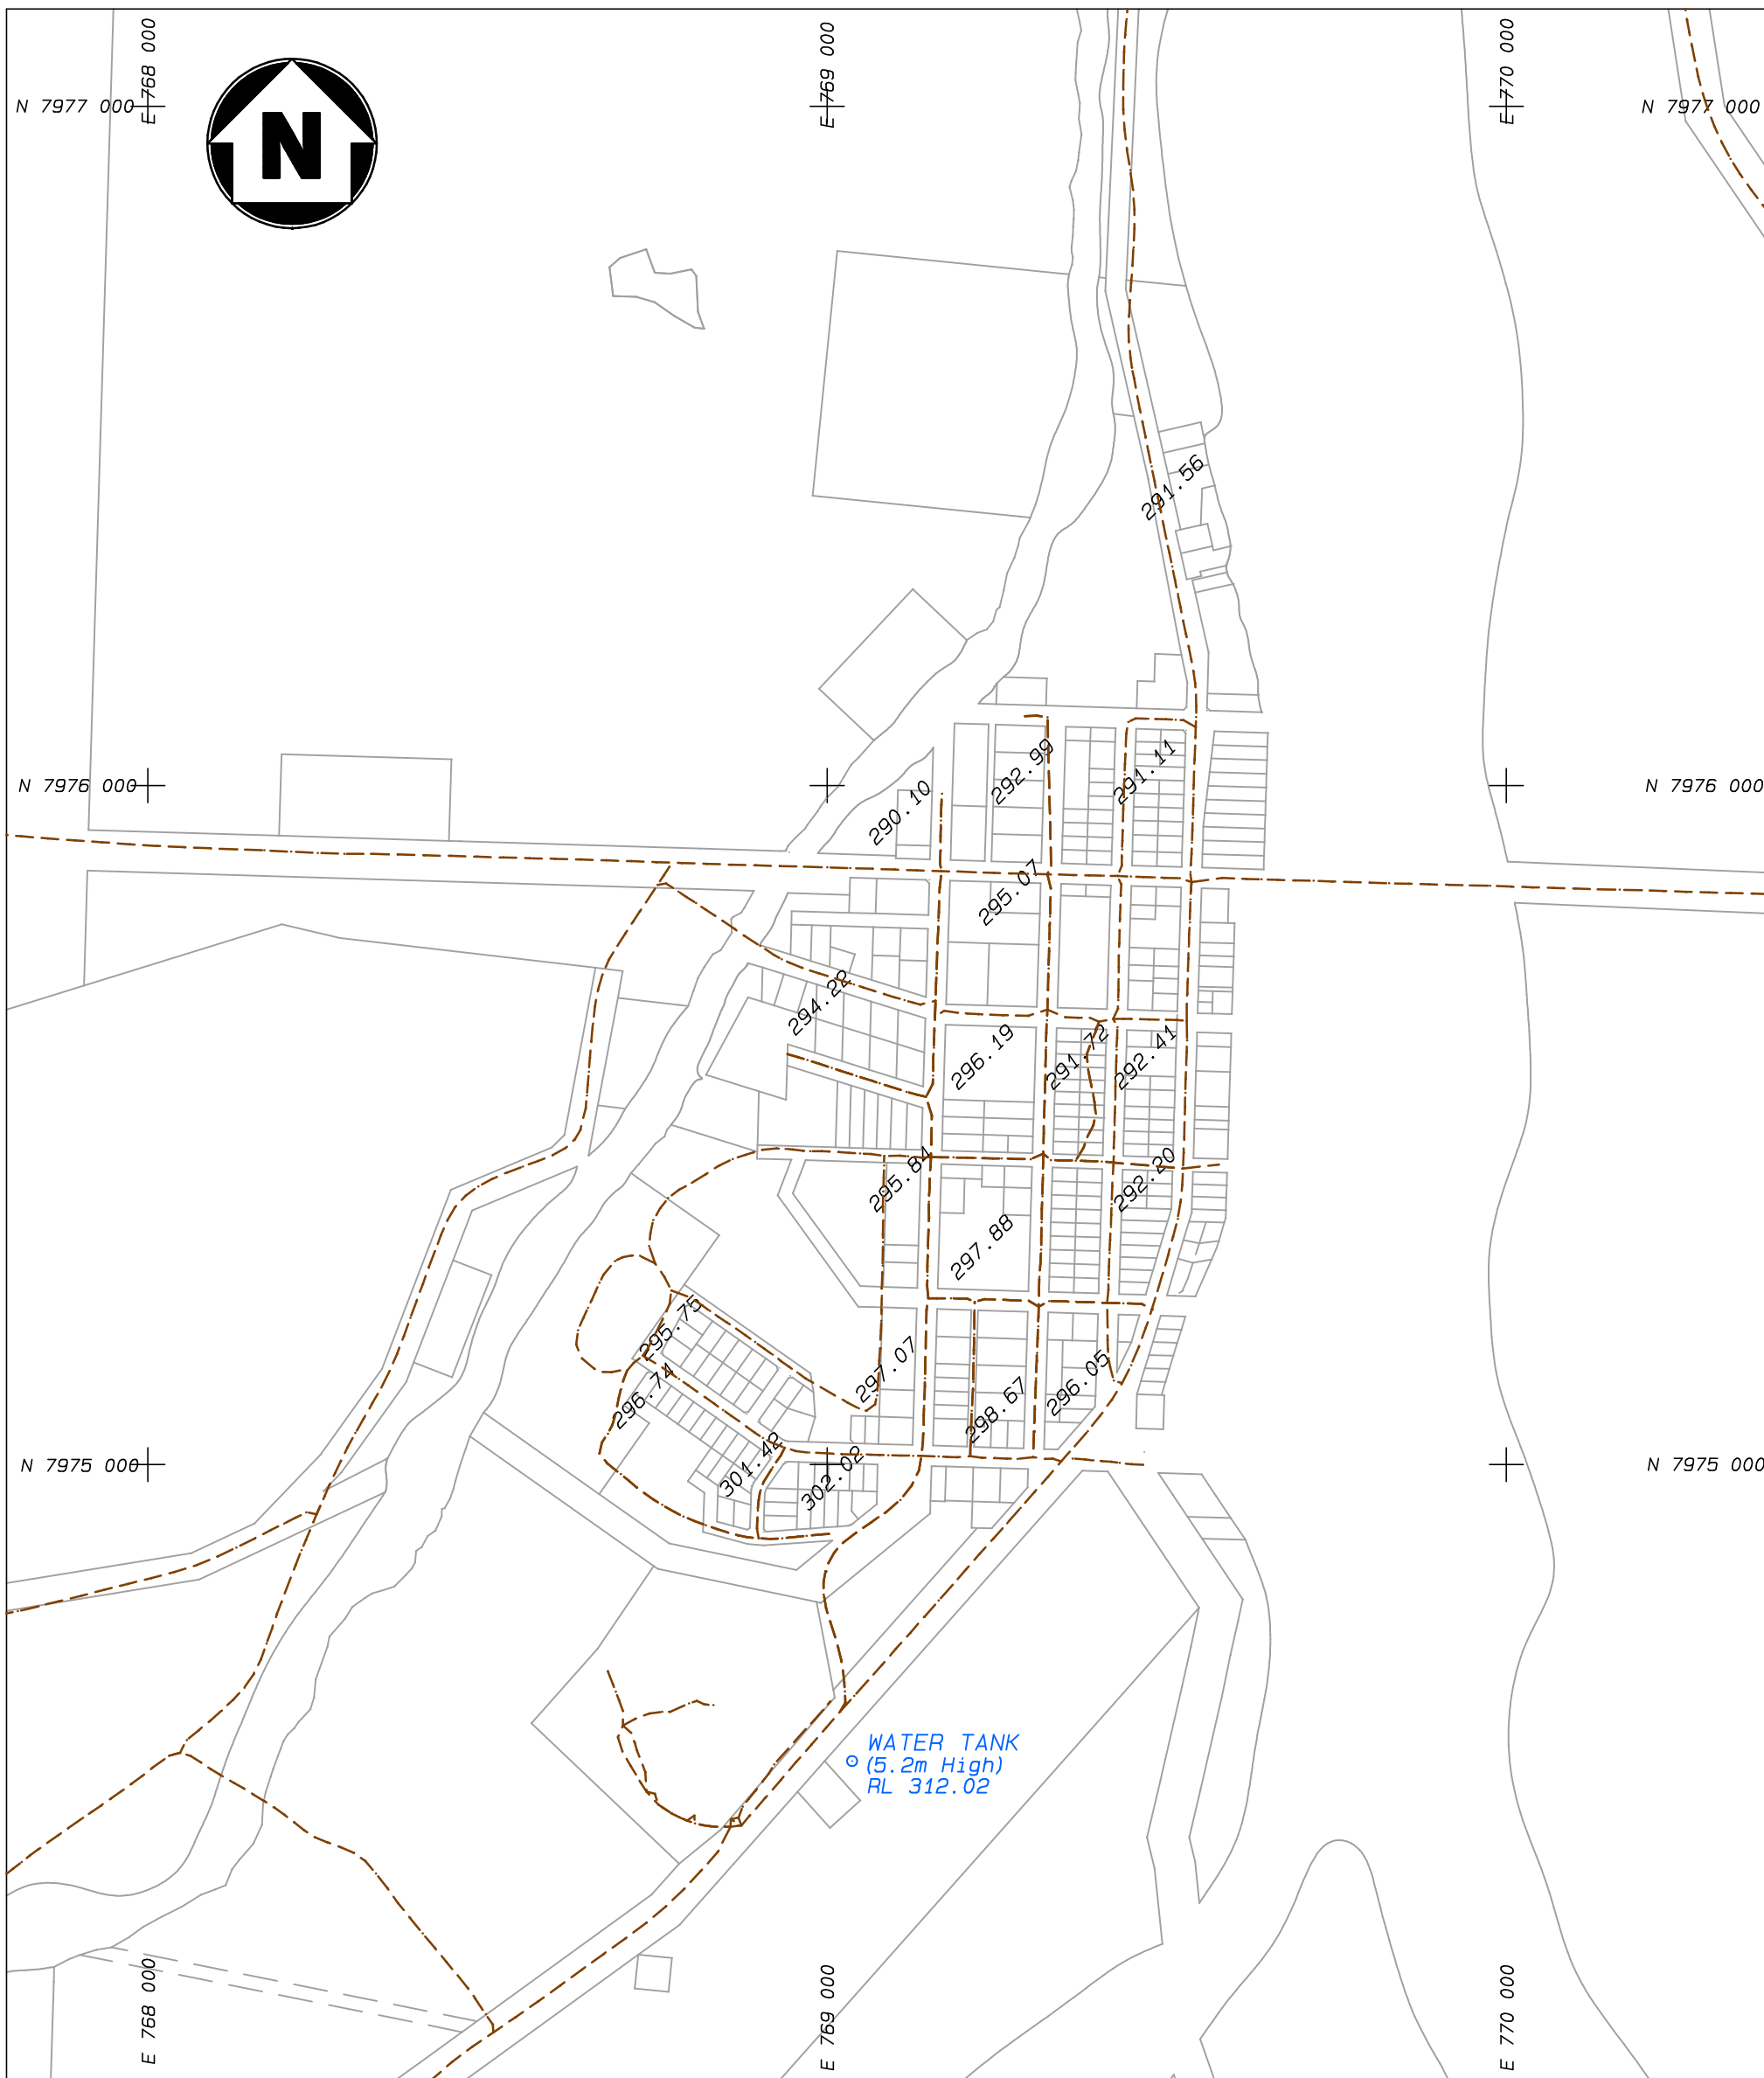 E 768 000
E 769 000
E 770 000
N 7977 000
N 7977 000
N
291.56
292.99
291.11
N 7976 000
290.10
N 7976 000
295.07
294.22
296.19
291.72
292.41
295.84
292.20
297.88
295.75
296.74
297.07
298.67
296.05
N 7975 000
301.42
302.02
N 7975 000
WATER TANK
(5.2m High)
RL 312.02
E 768 000
E 769 000
E 770 000